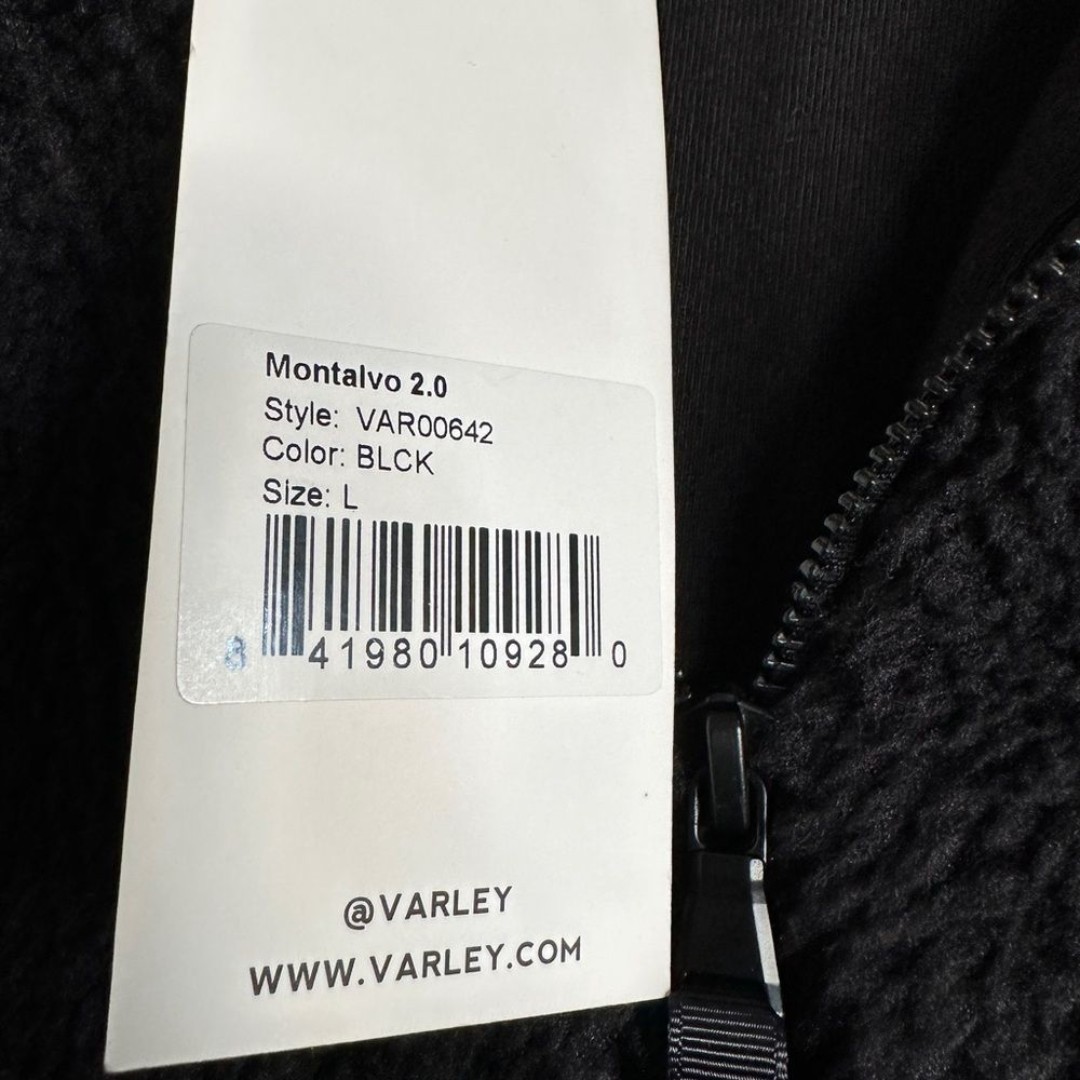 Montalvo 2.0
Style: VAR00642
Color: BLCK
Size: L
8 41980 10928 0
@VARLEY
WWW.VARLEY.COM